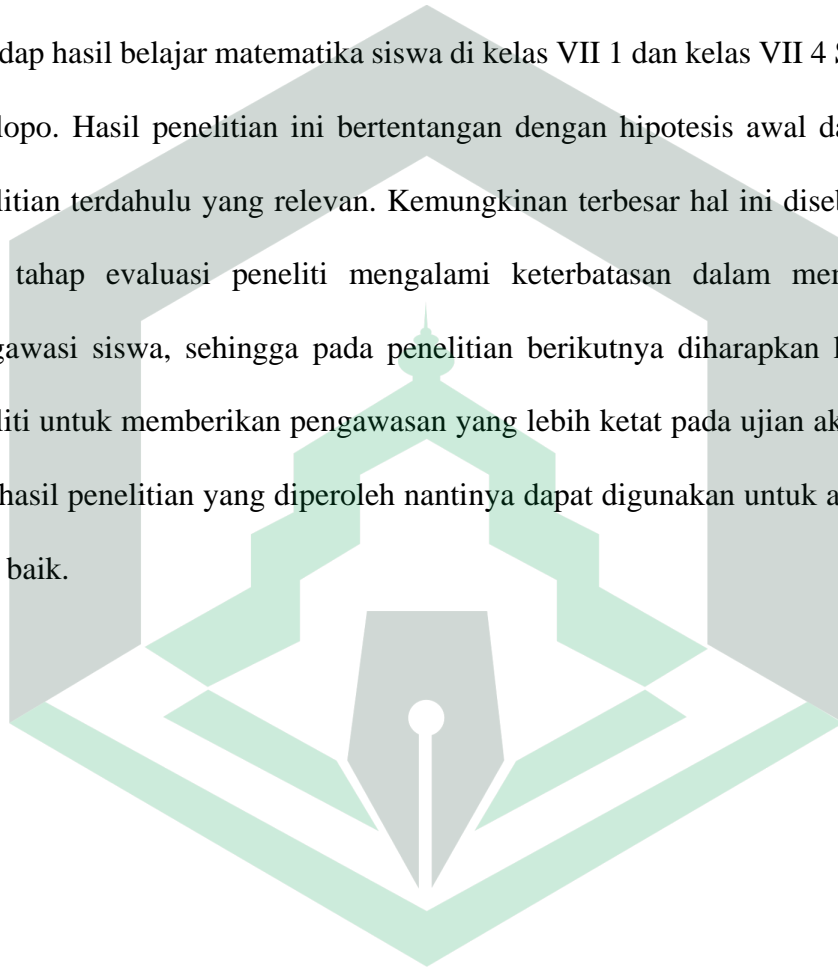 dap hasil belajar matematika siswa di kelas VII 1 dan kelas VII 4
lopo. Hasil penelitian ini bertentangan dengan hipotesis awal da
litian terdahulu yang relevan. Kemungkinan terbesar hal ini diseb
tahap evaluasi peneliti mengalami keterbatasan dalam men
gawasi siswa, sehingga pada penelitian berikutnya diharapkan
liti untuk memberikan pengawasan yang lebih ketat pada ujian ak
hasil penelitian yang diperoleh nantinya dapat digunakan untuk a
baik.